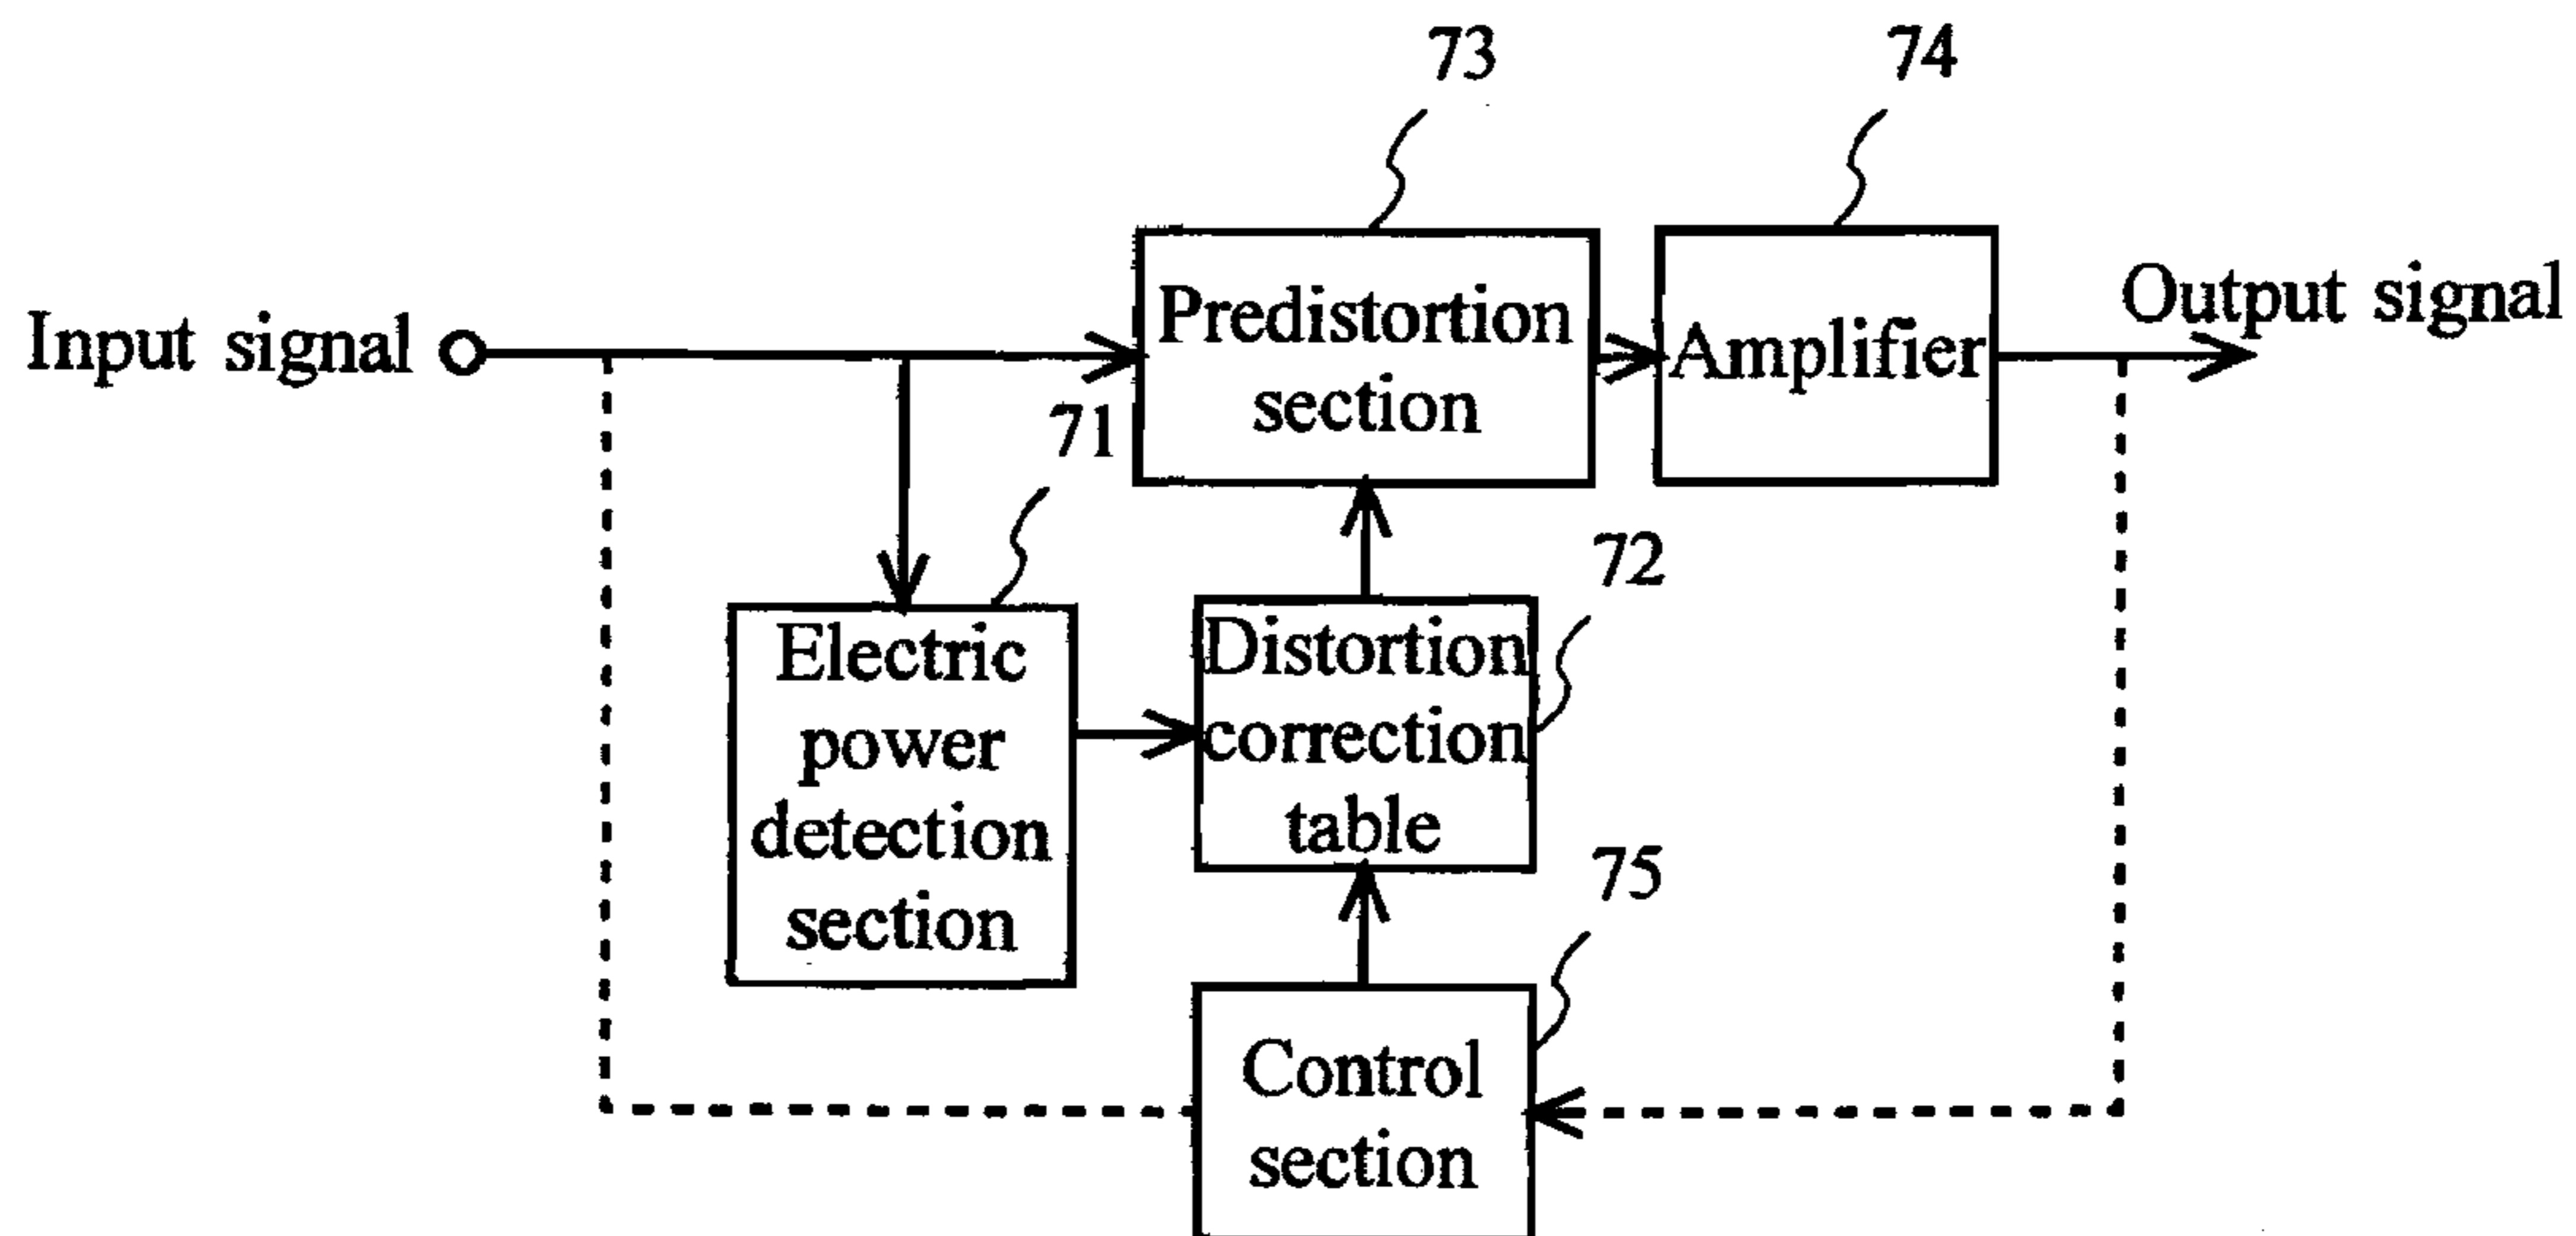 73
74
Input signal
Predistortion
section
Amplifier
Output signal
71
72
Electric
power
detection
section
Distortion
correction
table
75
Control
section